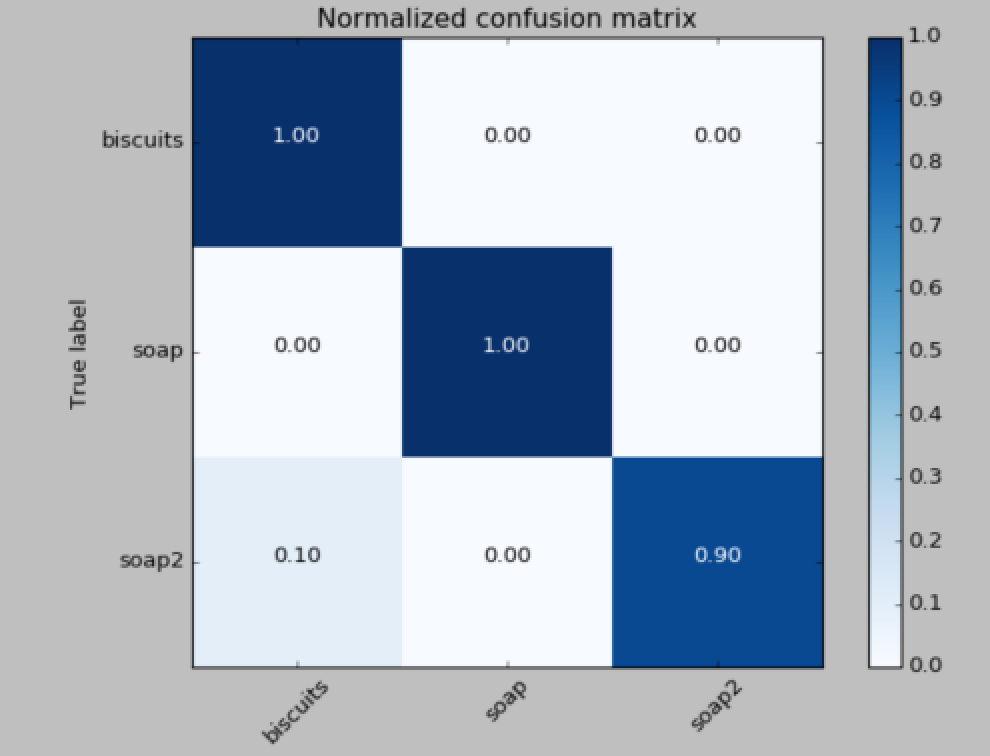 Normalized confusion matrix
True label
biscuits 1.00 0.00 0.00
soap 0.00 1.00 0.00
soap2 0.10 0.00 0.90
biscuits soap soap2
1.0
0.9
0.8
0.7
0.6
0.5
0.4
0.3
0.2
0.1
0.0